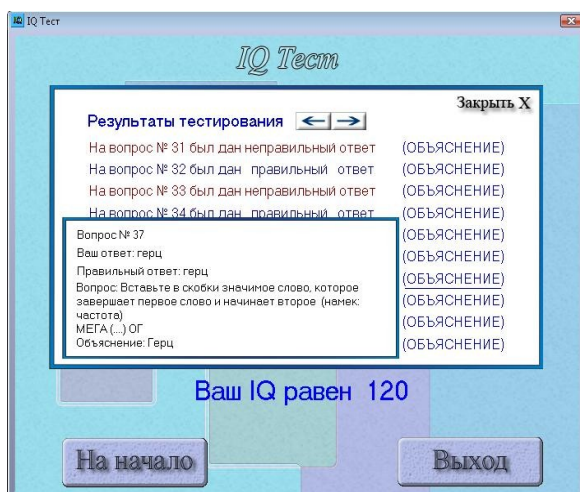 IQ Тест
IQ Тест
Закрыть X
Результаты тестирования
На вопрос № 31 был дан неправильный ответ (ОБЪЯСНЕНИЕ)
На вопрос № 32 был дан правильный ответ (ОБЪЯСНЕНИЕ)
На вопрос № 33 был дан неправильный ответ (ОБЪЯСНЕНИЕ)
На вопрос № 34 был дан правильный ответ (ОБЪЯСНЕНИЕ)
(ОБЪЯСНЕНИЕ)
(ОБЪЯСНЕНИЕ)
(ОБЪЯСНЕНИЕ)
(ОБЪЯСНЕНИЕ)
(ОБЪЯСНЕНИЕ)
(ОБЪЯСНЕНИЕ)
Вопрос № 37
Ваш ответ: герц
Правильный ответ: герц
Вопрос: Вставьте в скобки значимое слово, которое
завершает первое слово и начинает второе (намек:
частота)
МЕГА (....) ОГ
Объяснение: Герц
Ваш IQ равен 120
На начало
Выход